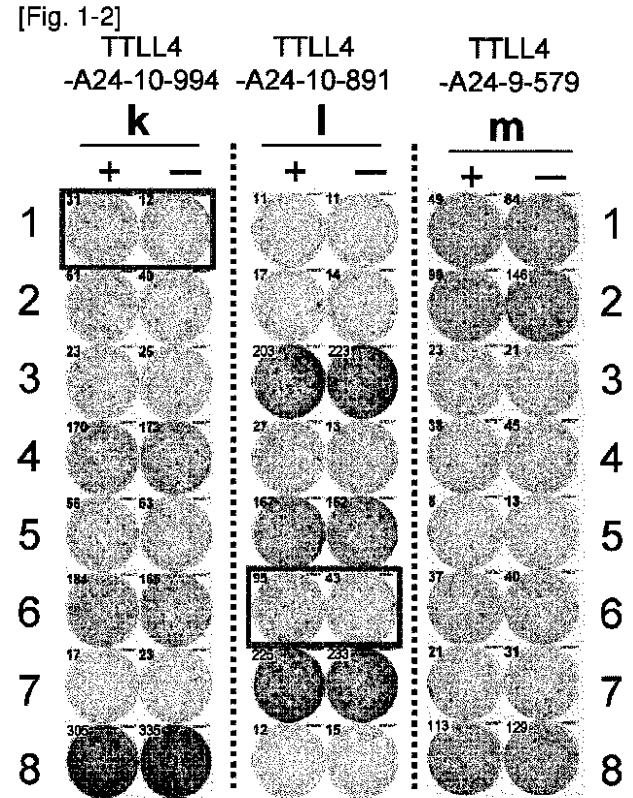 [Fig. 1-2]
TTLL4 TTLL4 TTLL4
-A24-10-994 -A24-10-891 -A24-9-579
k l m
+ — + — + —
1 31 12 11 11 49 64 1
2 61 40 17 14 98 146 2
3 23 25 203 223 23 21 3
4 170 173 27 13 38 45 4
5 56 63 167 152 8 13 5
6 184 165 95 43 37 40 6
7 17 23 225 233 21 31 7
8 305 335 12 15 113 129 8